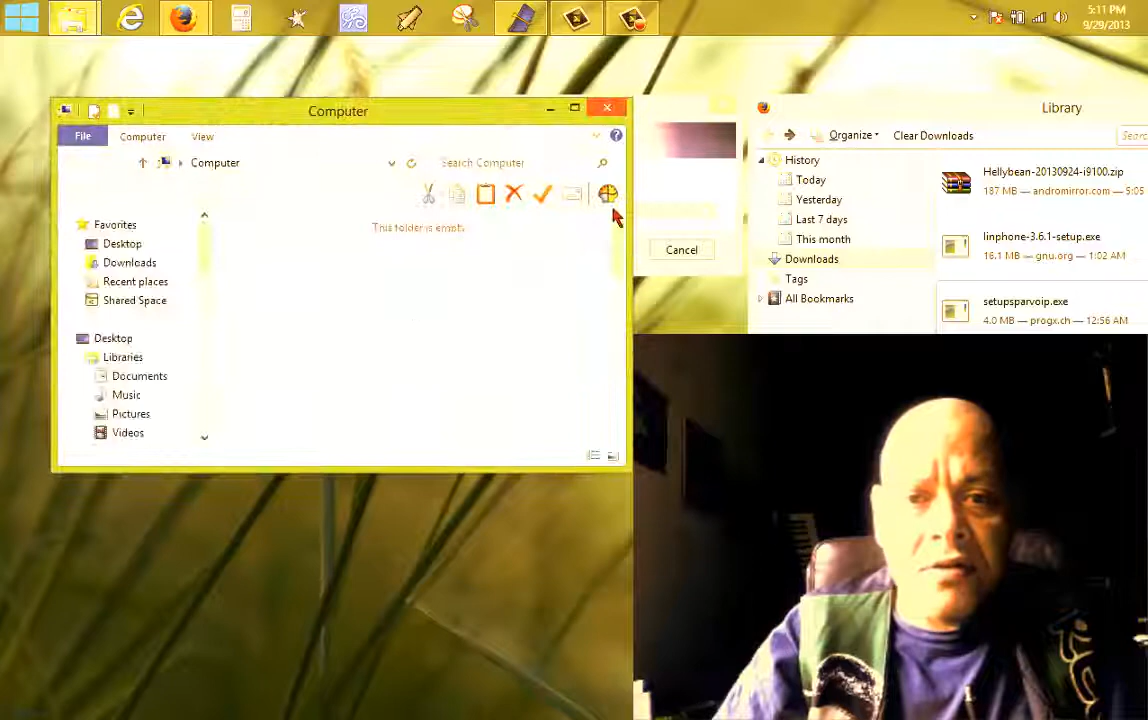 5:11 PM
9/29/2013
Computer
File
Computer
View
Computer
Search Computer
This folder is empty.
Favorites
Desktop
Downloads
Recent places
Shared Space
Desktop
Libraries
Documents
Music
Pictures
Videos
Cancel
Library
Organize
Clear Downloads
Searc
History
Today
Yesterday
Last 7 days
This month
Downloads
Tags
All Bookmarks
Hellybean-20130924-i9100.zip
187 MB — andromirror.com — 5:05
linphone-3.6.1-setup.exe
16.1 MB — gnu.org — 1:02 AM
setupsparvoip.exe
4.0 MB — progx.ch — 12:56 AM